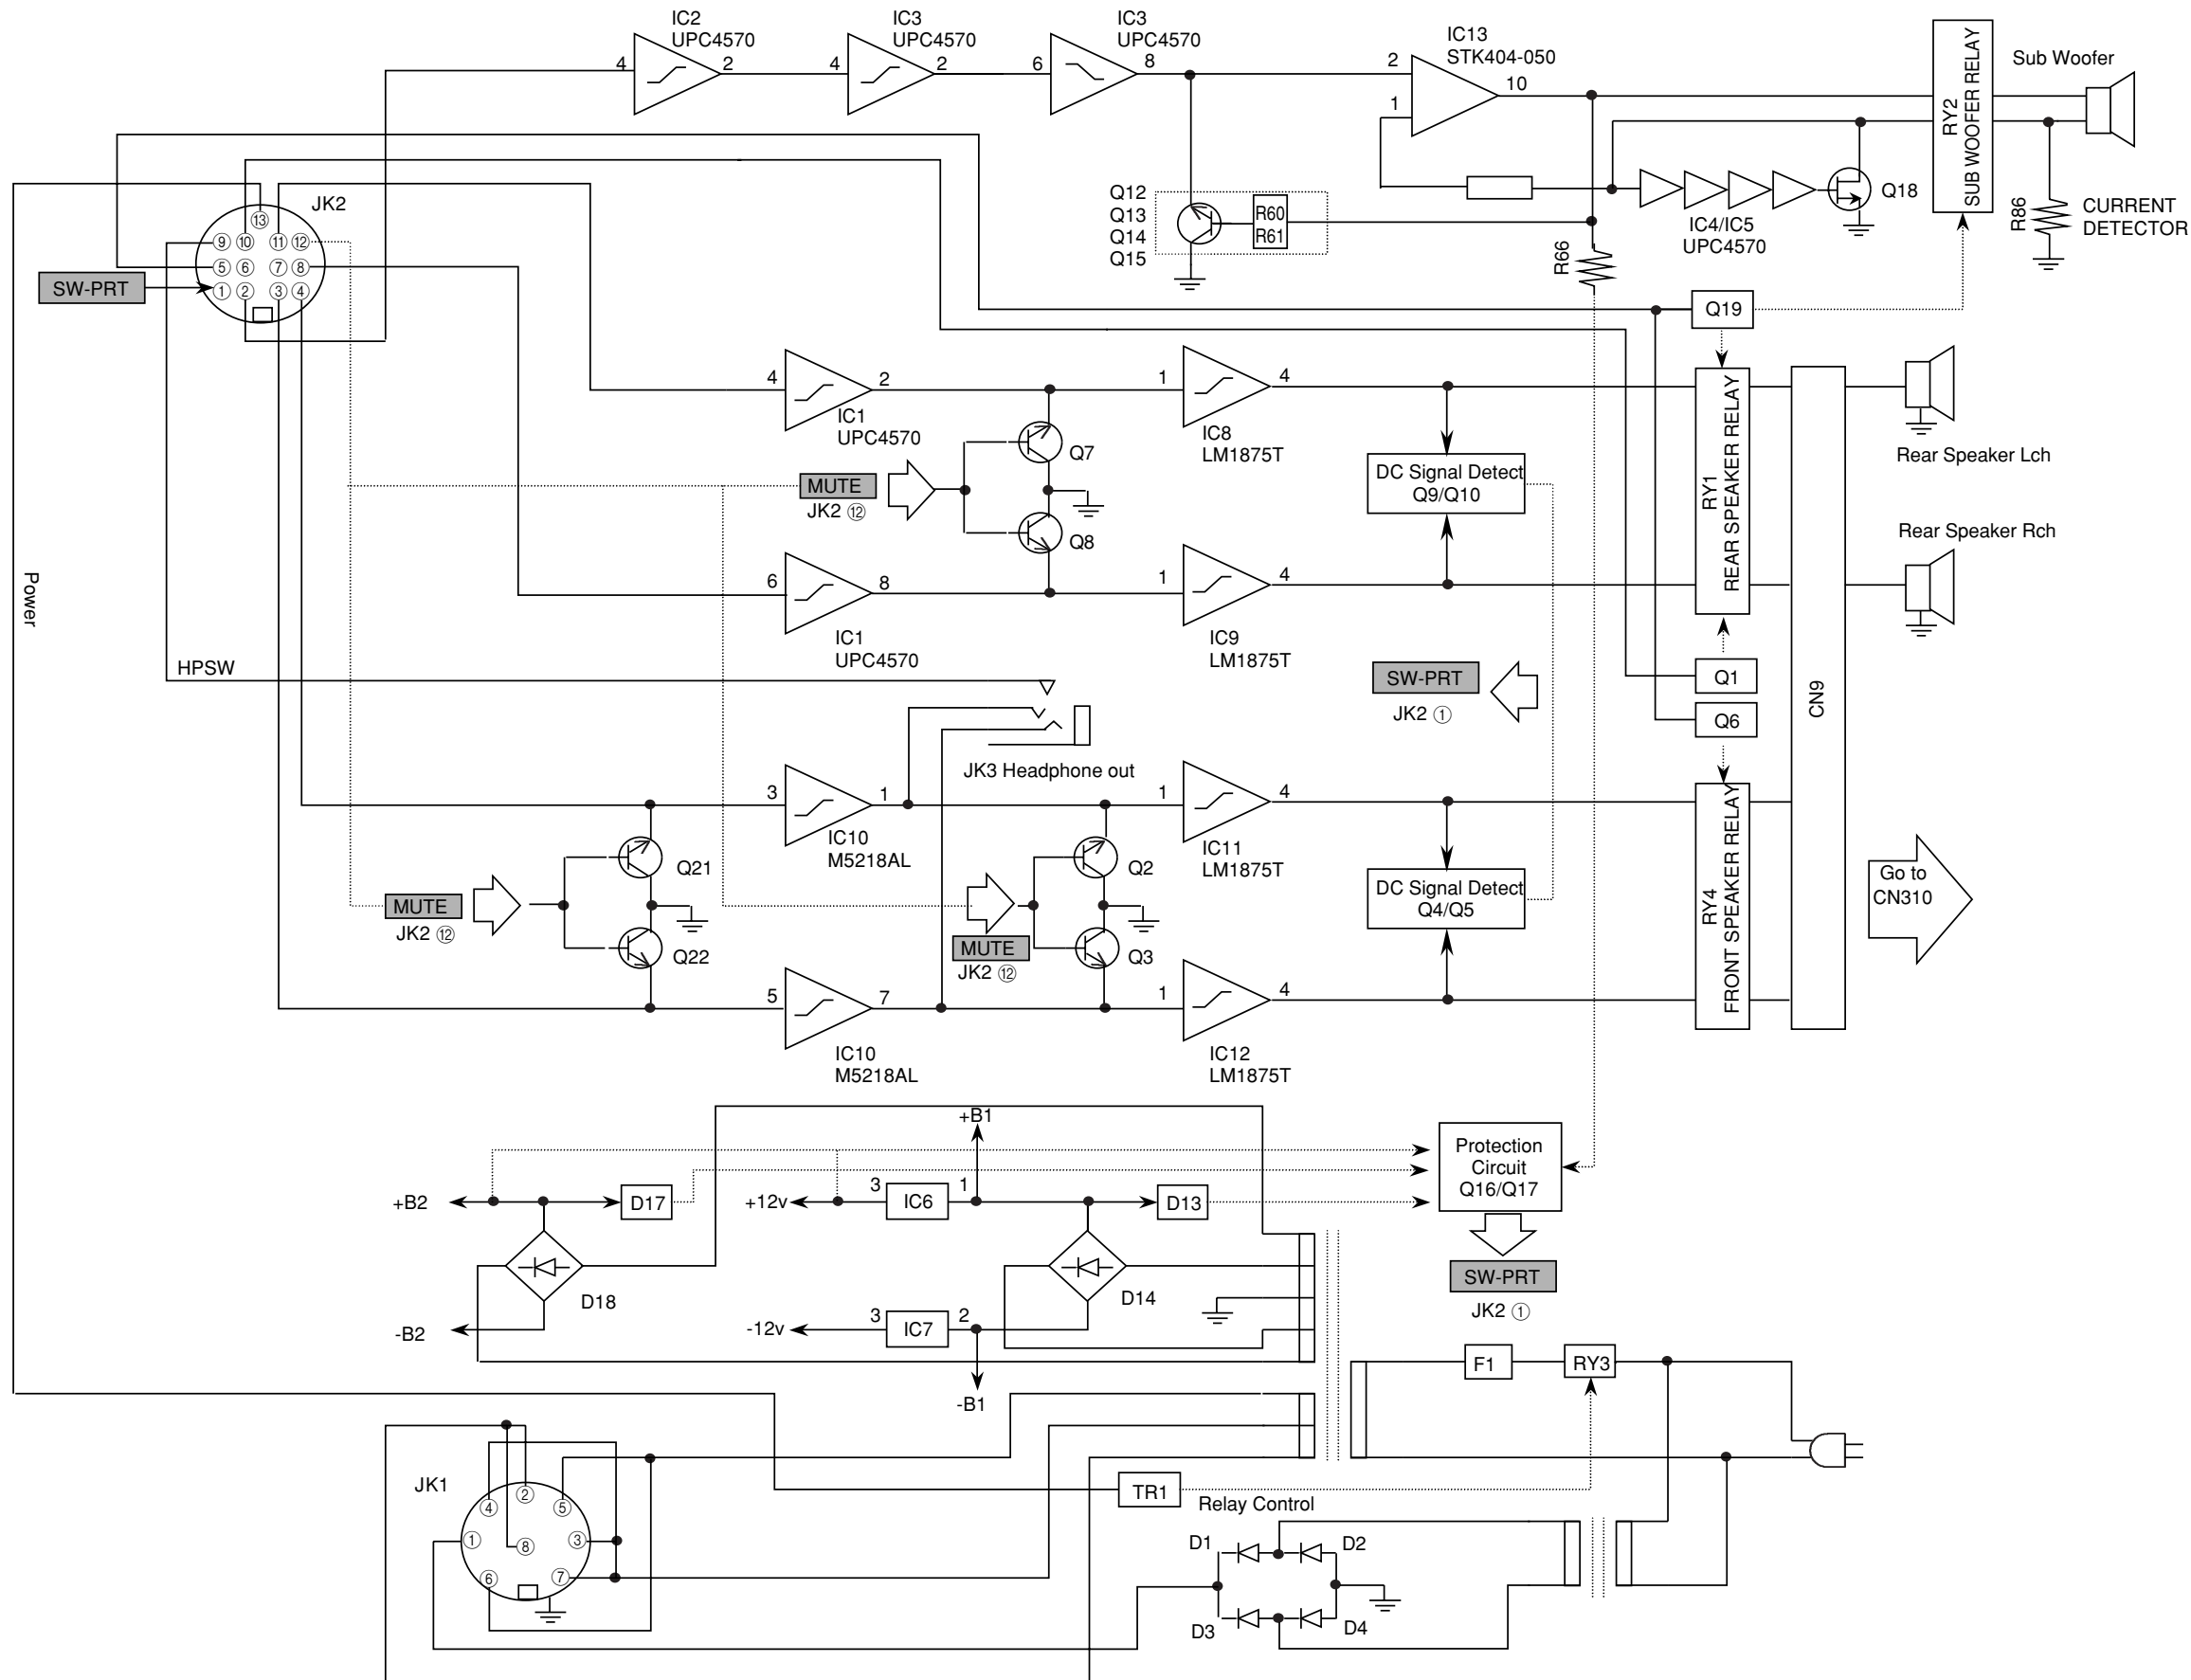 IC2
UPC4570
4
2
IC3
UPC4570
4
2
IC3
UPC4570
6
8
IC13
STK404-050
2
1
10
RY2
SUB WOOFER RELAY
Sub Woofer
R86
CURRENT
DETECTOR
Q12
Q13
Q14
Q15
R60
R61
R66
IC4/IC5
UPC4570
Q18
JK2
⑬
⑨ ⑩ ⑪ ⑫
⑤ ⑥ ⑦ ⑧
① ② ③ ④
SW-PRT
Q19
4
2
IC1
UPC4570
1
4
IC8
LM1875T
Q7
MUTE
JK2 ⑫
Q8
DC Signal Detect
Q9/Q10
RY1
REAR SPEAKER RELAY
Rear Speaker Lch
Rear Speaker Rch
6
8
IC1
UPC4570
1
4
IC9
LM1875T
Power
HPSW
SW-PRT
JK2 ①
Q1
Q6
CN9
JK3 Headphone out
3
1
IC10
M5218AL
1
4
IC11
LM1875T
Q21
Q22
MUTE
JK2 ⑫
Q2
Q3
MUTE
JK2 ⑫
DC Signal Detect
Q4/Q5
RY4
FRONT SPEAKER RELAY
Go to
CN310
5
7
IC10
M5218AL
1
4
IC12
LM1875T
+B1
Protection
Circuit
Q16/Q17
+B2
D17
+12v
3
IC6
1
D13
D18
D14
SW-PRT
JK2 ①
-B2
-12v
3
IC7
2
-B1
F1
RY3
JK1
④ ② ⑤
① ⑧ ③
⑥ ⑦
TR1
Relay Control
D1
D2
D3
D4